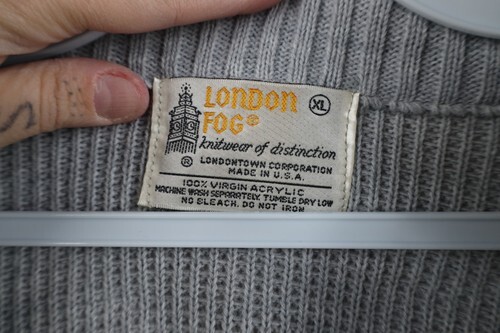 LONDON
FOG®
XL
knitwear of distinction
®
LONDONTOWN CORPORATION
MADE IN U.S.A.
100% VIRGIN ACRYLIC
MACHINE WASH SEPARATELY, TUMBLE DRY LOW
NO BLEACH. DO NOT IRON